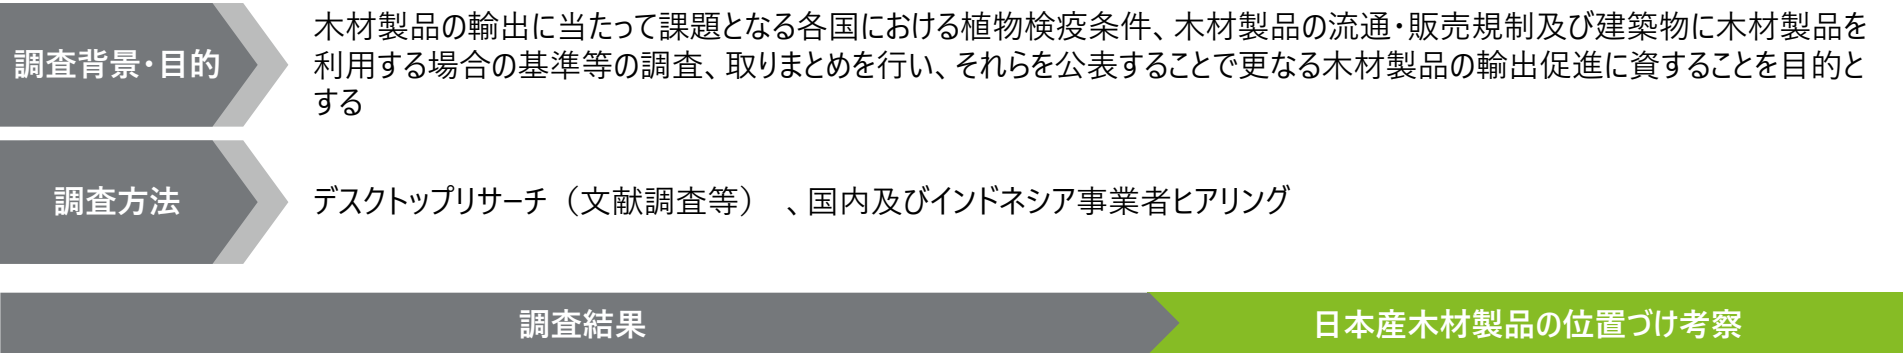 調査背景・目的
木材製品の輸出に当たって課題となる各国における植物検疫条件、木材製品の流通・販売規制及び建築物に木材製品を
利用する場合の基準等の調査、取りまとめを行い、それらを公表することで更なる木材製品の輸出促進に資することを目的と
する
調査方法
デスクトップリサーチ（文献調査等） 、国内及びインドネシア事業者ヒアリング
調査結果
日本産木材製品の位置づけ考察